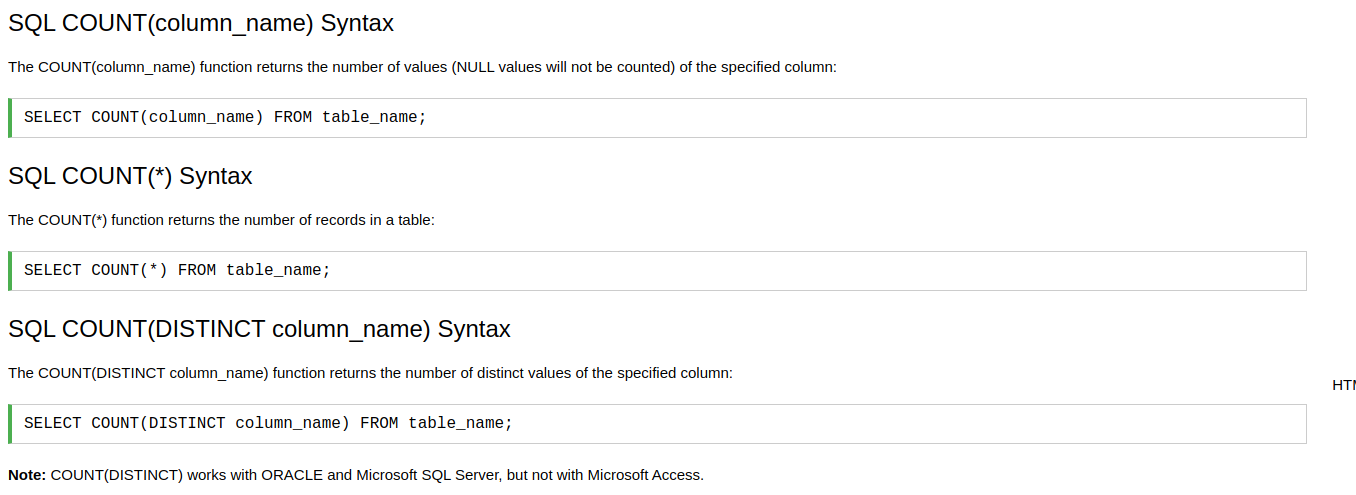 SQL COUNT(column_name) Syntax
The COUNT(column_name) function returns the number of values (NULL values will not be counted) of the specified column:
SELECT COUNT(column_name) FROM table_name;
SQL COUNT(*) Syntax
The COUNT(*) function returns the number of records in a table:
SELECT COUNT(*) FROM table_name;
SQL COUNT(DISTINCT column_name) Syntax
The COUNT(DISTINCT column_name) function returns the number of distinct values of the specified column:
SELECT COUNT(DISTINCT column_name) FROM table_name;
Note: COUNT(DISTINCT) works with ORACLE and Microsoft SQL Server, but not with Microsoft Access.